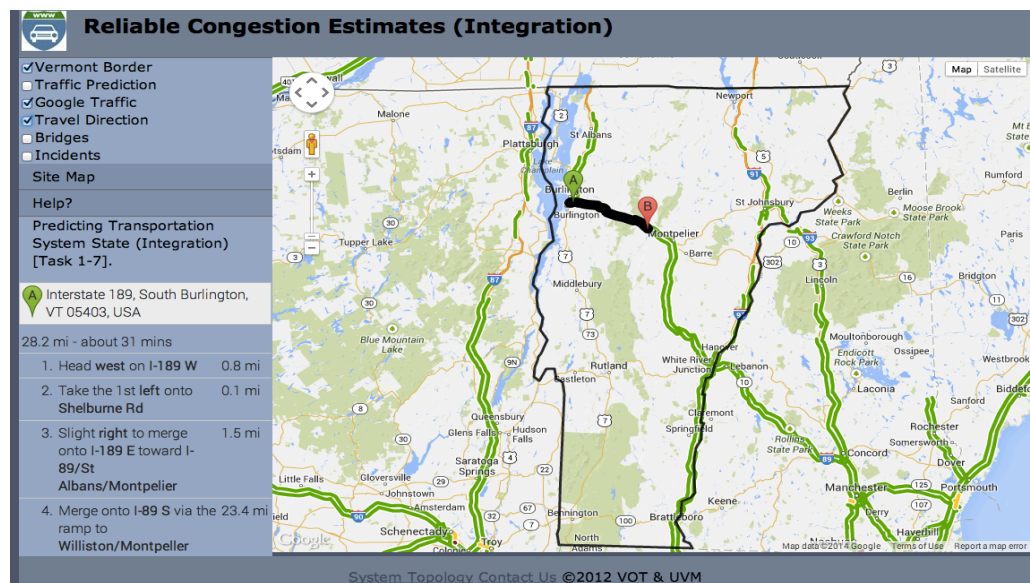 www
Reliable Congestion Estimates (Integration)
Vermont Border
Traffic Prediction
Google Traffic
Travel Direction
Bridges
Incidents
Site Map
Help?
Predicting Transportation
System State (Integration)
[Task 1-7].
A
Interstate 189, South Burlington,
VT 05403, USA
28.2 mi - about 31 mins
1. Head west on I-189 W 0.8 mi
2. Take the 1st left onto 0.1 mi
Shelburne Rd
3. Slight right to merge 1.5 mi
onto I-189 E toward I-
89/St
Albans/Montpelier
4. Merge onto I-89 S via the 23.4 mi
ramp to
Williston/Montpelier
Map Satellite
Malone
Newport
Plattsburgh
St Albans
Lake
Champlain
A
Burlington
Burlington
B
Montpelier
Barre
St Johnsbury
Berlin
Rumford
Weeks
State Park
Moose Brook
State Park
Crawford Notch
State Park
Paris
Tupper Lake
Middlebury
Lincoln
Bridgton
Blue Mountain
Lake
Moultonborough
Endicott
Rock Park
Ossipee
Westbrook
Hanover
White River
Junction
Lebanon
Laconia
Rutland
Castleton
Sanford
Queensbury
Glens Falls
Hudson
Falls
Claremont
Springfield
Rollins
State Park
Rochester
Somersworth
Concord
Dover
Saratoga
Springs
Little Falls
Gloversville
Johnstown
Amsterdam
Manchester
Portsmouth
Derry
Keene
Bennington
Brattleboro
Haverhill
Schenectady
Troy
North
Adams
Google
Map data ©2014 Google Terms of Use Report a map error
System Topology Contact Us ©2012 VOT & UVM